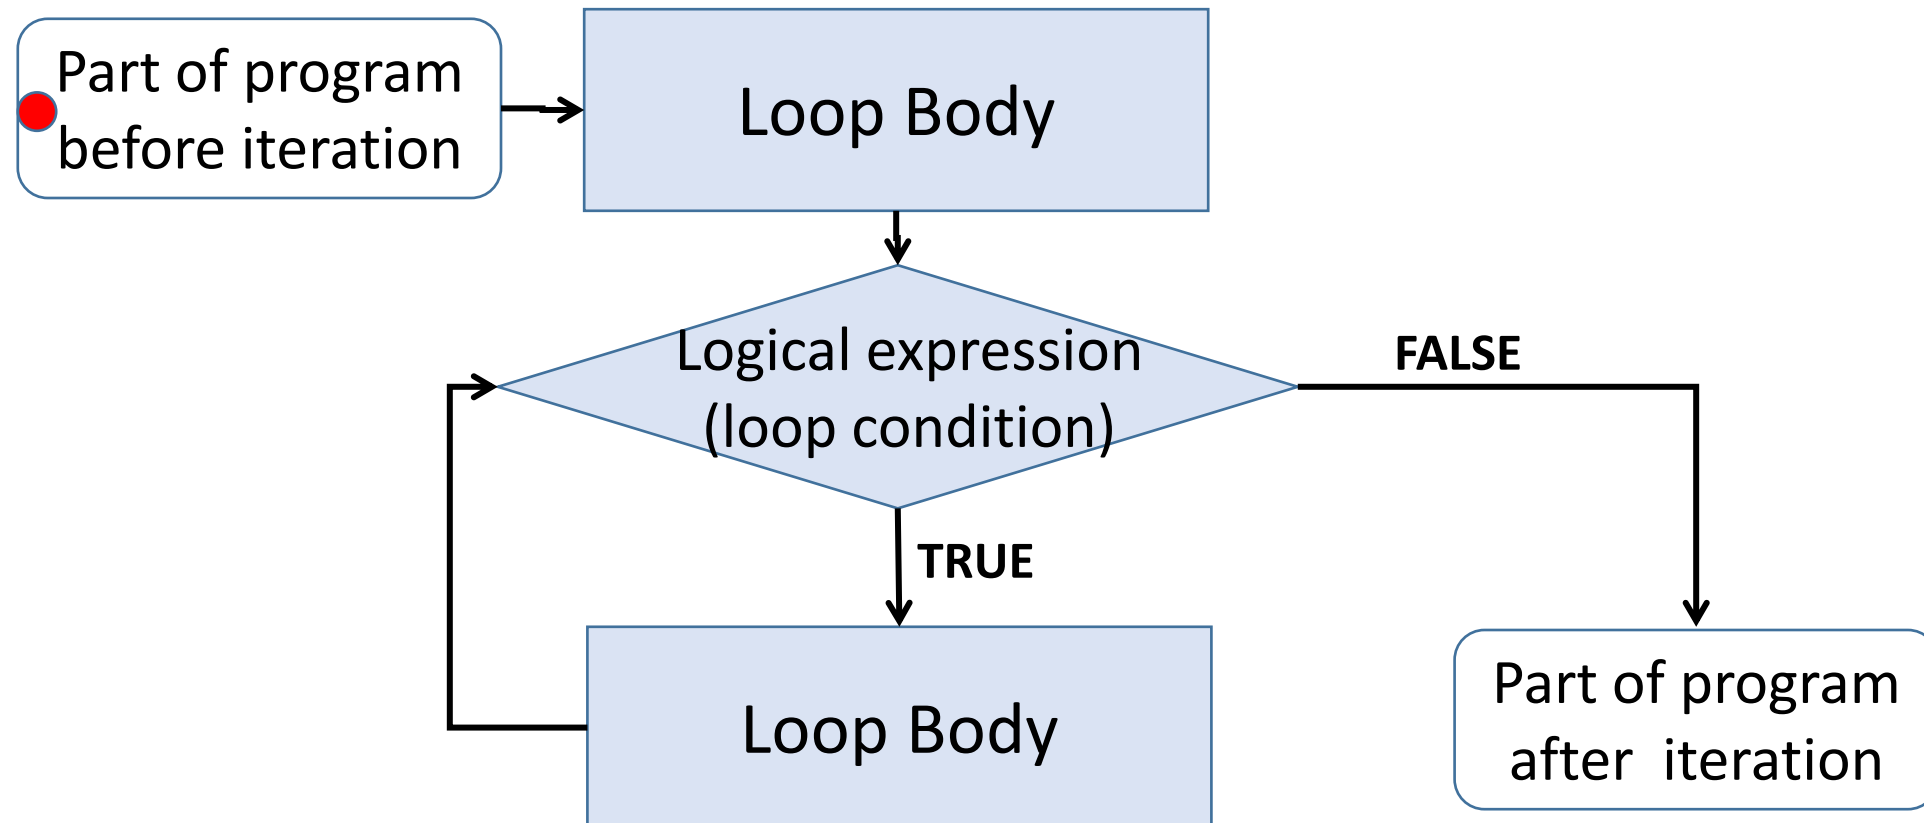 Part of program
before iteration
Loop Body
Logical expression
(loop condition)
FALSE
TRUE
Loop Body
Part of program
after  iteration